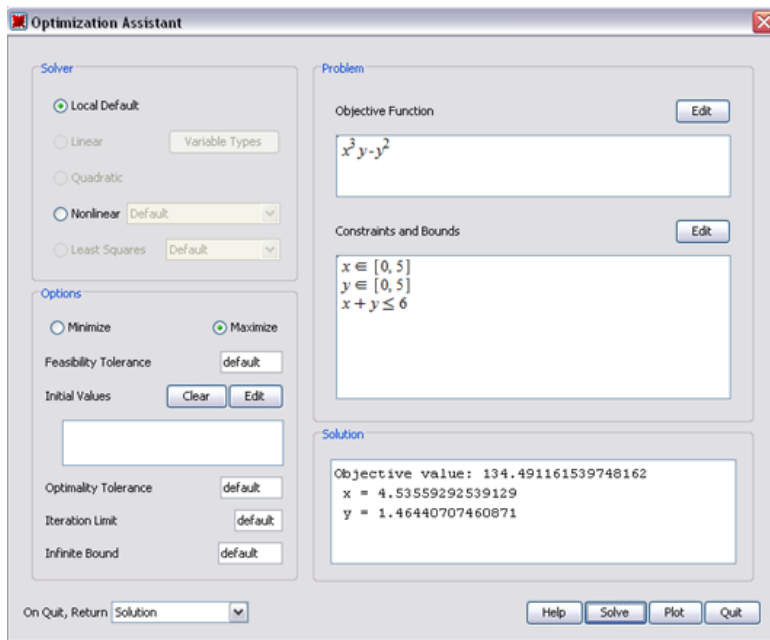 Optimization Assistant
Solver
Local Default
Linear Variable Types
Quadratic
Nonlinear Default
Least Squares Default
Options
Minimize Maximize
Feasibility Tolerance default
Initial Values Clear Edit
Optimality Tolerance default
Iteration Limit default
Infinite Bound default
Problem
Objective Function Edit
x³ y - y²
Constraints and Bounds Edit
x ∈ [0, 5]
y ∈ [0, 5]
x + y ≤ 6
Solution
Objective value: 134.491161539748162
x = 4.53559292539129
y = 1.46440707460871
On Quit, Return Solution Help Solve Plot Quit